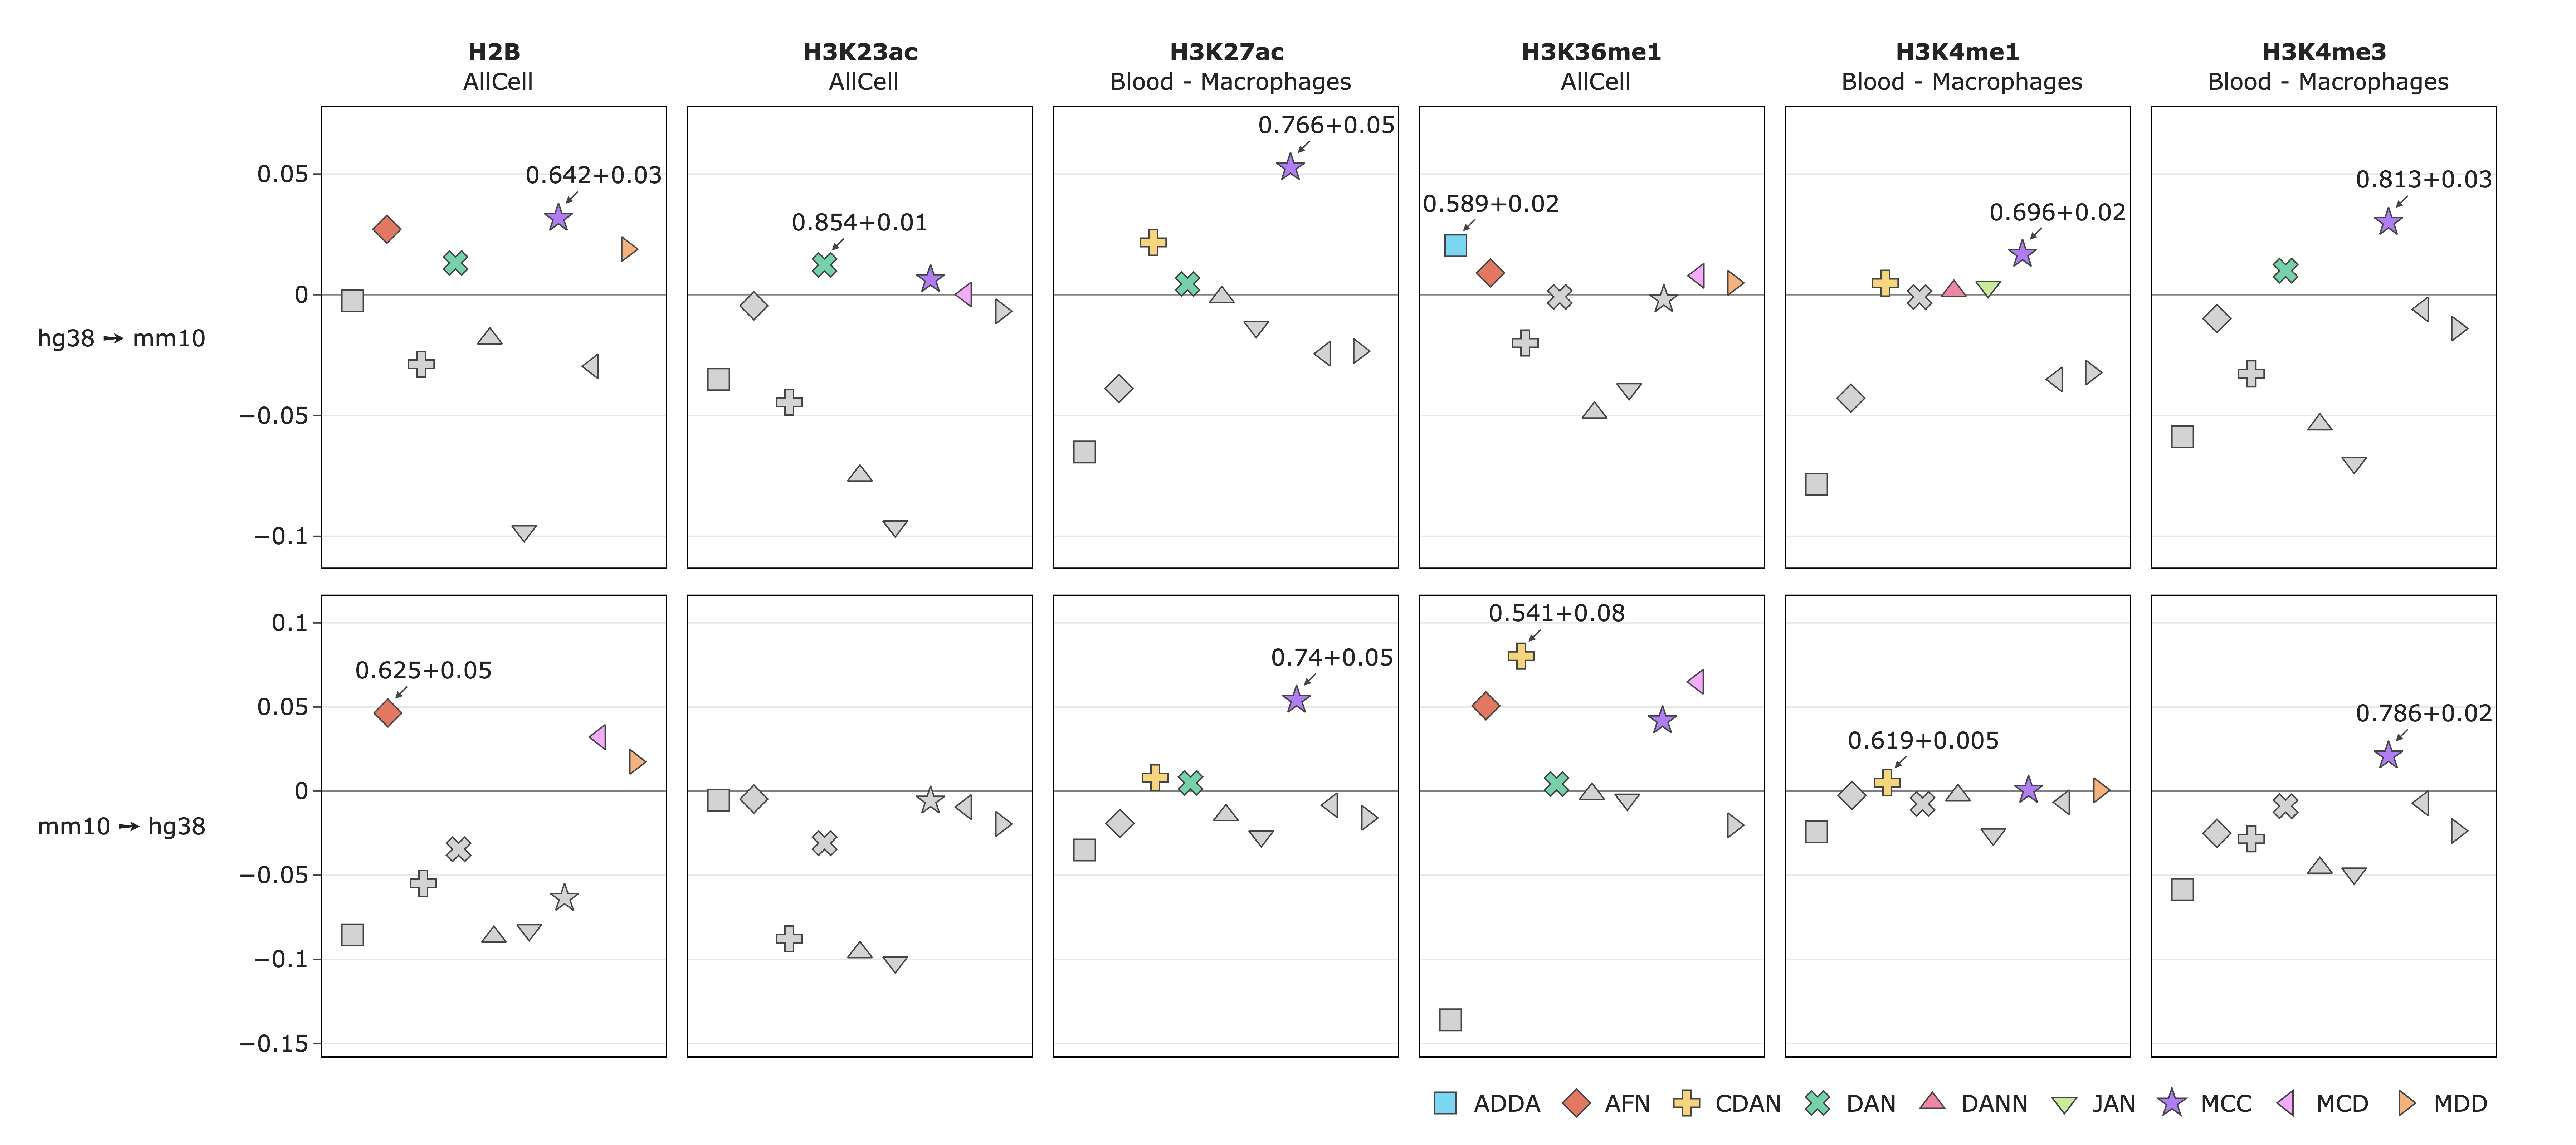 H2B
AllCell
H3K23ac
AllCell
H3K27ac
Blood - Macrophages
H3K36me1
AllCell
H3K4me1
Blood - Macrophages
H3K4me3
Blood - Macrophages
hg38 → mm10
0.05
0
−0.05
−0.1
0.642+0.03
0.854+0.01
0.766+0.05
0.589+0.02
0.696+0.02
0.813+0.03
mm10 → hg38
0.1
0.05
0
−0.05
−0.1
−0.15
0.625+0.05
0.74+0.05
0.541+0.08
0.619+0.005
0.786+0.02
ADDA AFN CDAN DAN DANN JAN MCC MCD MDD